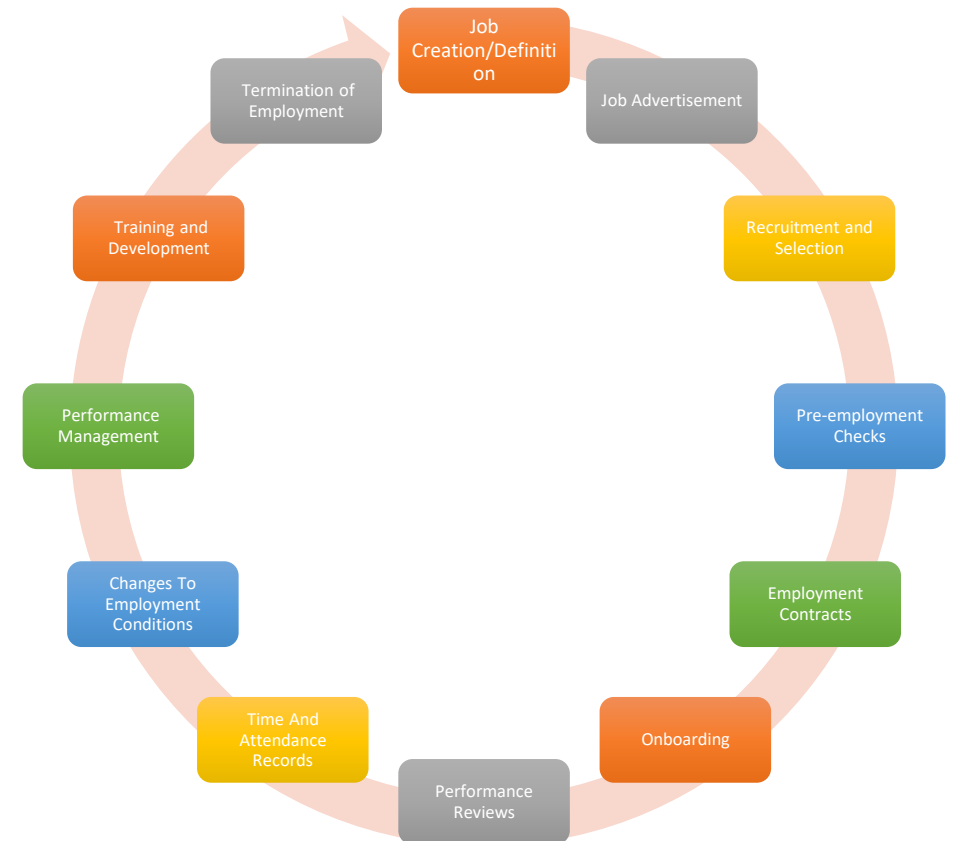 Job
Creation/Definiti
on
Job Advertisement
Recruitment and
Selection
Pre-employment
Checks
Employment
Contracts
Onboarding
Performance
Reviews
Time And
Attendance
Records
Changes To
Employment
Conditions
Performance
Management
Training and
Development
Termination of
Employment